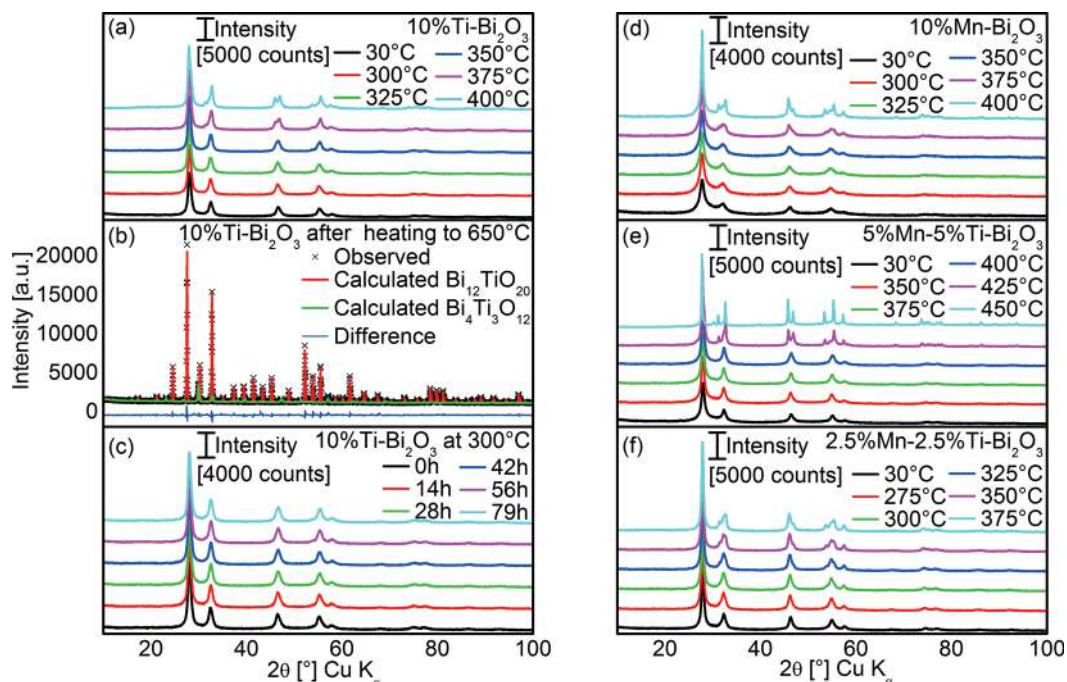 (a)
Intensity
[5000 counts]
10%Ti-Bi₂O₃
30°C
350°C
300°C
375°C
325°C
400°C
(b)
10%Ti-Bi₂O₃ after heating to 650°C
Observed
Calculated Bi₁₂TiO₂₀
Calculated Bi₄Ti₃O₁₂
Difference
20000
15000
10000
5000
0
Intensity [a.u.]
(c)
Intensity
[4000 counts]
10%Ti-Bi₂O₃ at 300°C
0h
42h
14h
56h
28h
79h
20 40 60 80 100
2θ [°] Cu Kα
(d)
Intensity
[4000 counts]
10%Mn-Bi₂O₃
30°C
350°C
300°C
375°C
325°C
400°C
(e)
Intensity
[5000 counts]
5%Mn-5%Ti-Bi₂O₃
30°C
400°C
350°C
425°C
375°C
450°C
(f)
Intensity
[5000 counts]
2.5%Mn-2.5%Ti-Bi₂O₃
30°C
325°C
275°C
350°C
300°C
375°C
20 40 60 80 100
2θ [°] Cu Kα